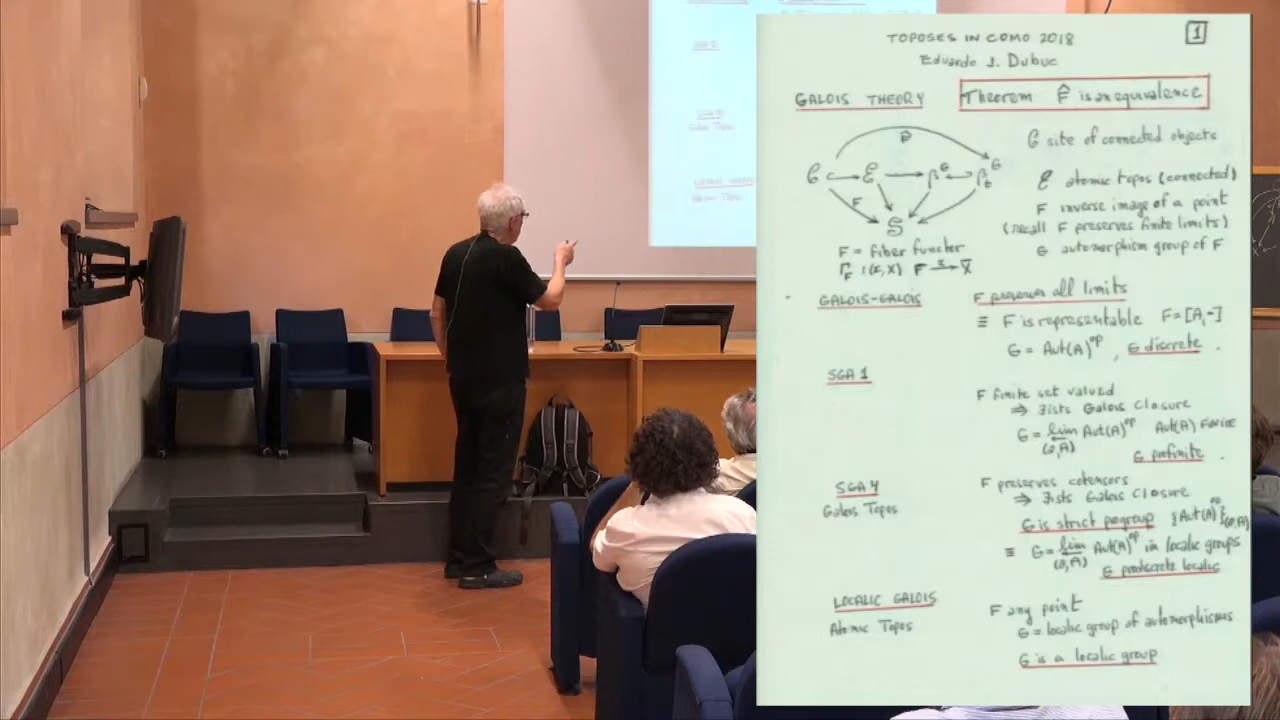 TOPOSES IN COMO 2018
1
Eduardo J. Dubuc
GALOIS THEORY
Theorem F̂ is an equivalence
C site of connected objects
C E β^G β_t^G
F
S
E atomic topos (connected)
F inverse image of a point
(recall F preserves finite limits)
G automorphism group of F
F = fiber functor
GALOIS-GALOIS
F preserves all limits
≡ F is representable F=[A,-]
G = Aut(A)^op, G discrete.
SGA 1
F finite set valued
⇒ ∃ists Galois Closure
G = lim Aut(A)^op Aut(A) FINITE
(a,A)
G profinite.
SGA 4
Galois Topos
F preserves cotensors
⇒ ∃ists Galois Closure
G is strict progroup {Aut(A)^op}(a,A)
≡ G = lim Aut(A)^op in localic groups
(a,A)
G prodiscrete localic
LOCALIC GALOIS
Atomic Topos
F any point
G = localic group of automorphisms
G is a localic group